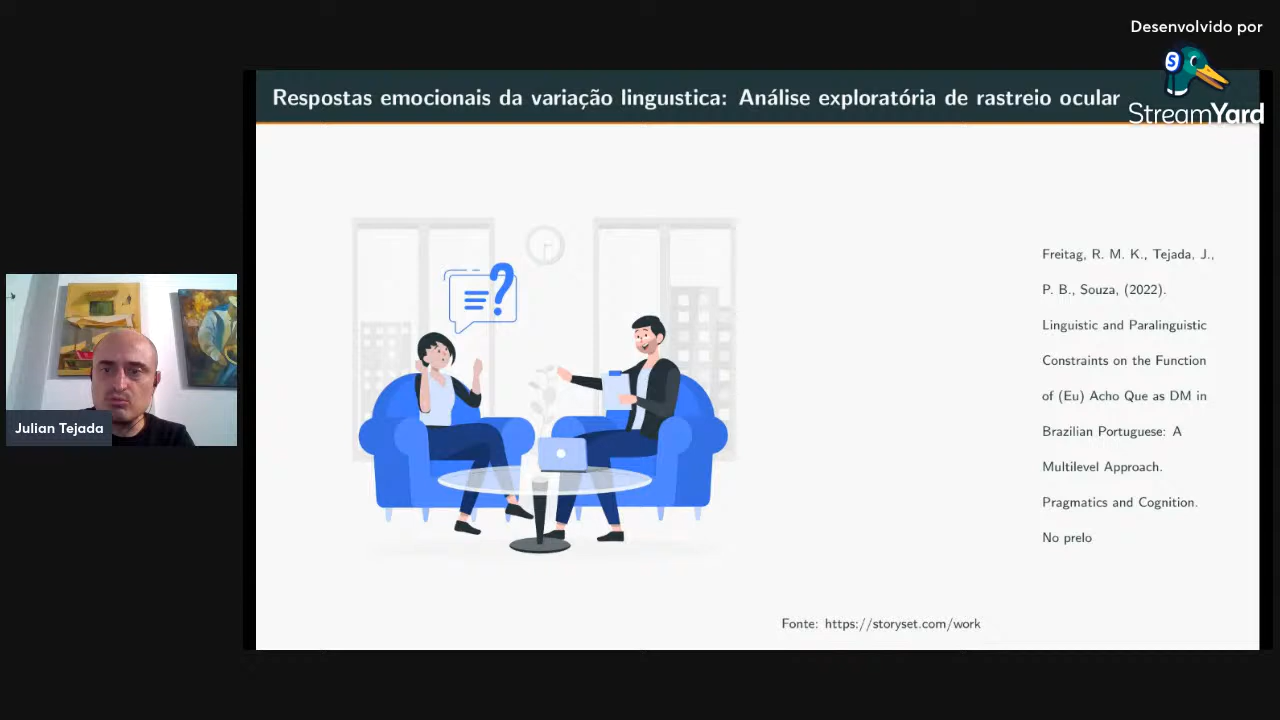 Desenvolvido por
StreamYard
Respostas emocionais da variação linguıstica: Análise exploratória de rastreio ocular
Freitag, R. M. K., Tejada, J.,
P. B., Souza, (2022).
Linguistic and Paralinguistic
Constraints on the Function
of (Eu) Acho Que as DM in
Brazilian Portuguese: A
Multilevel Approach.
Pragmatics and Cognition.
No prelo
Julian Tejada
Fonte: https://storyset.com/work